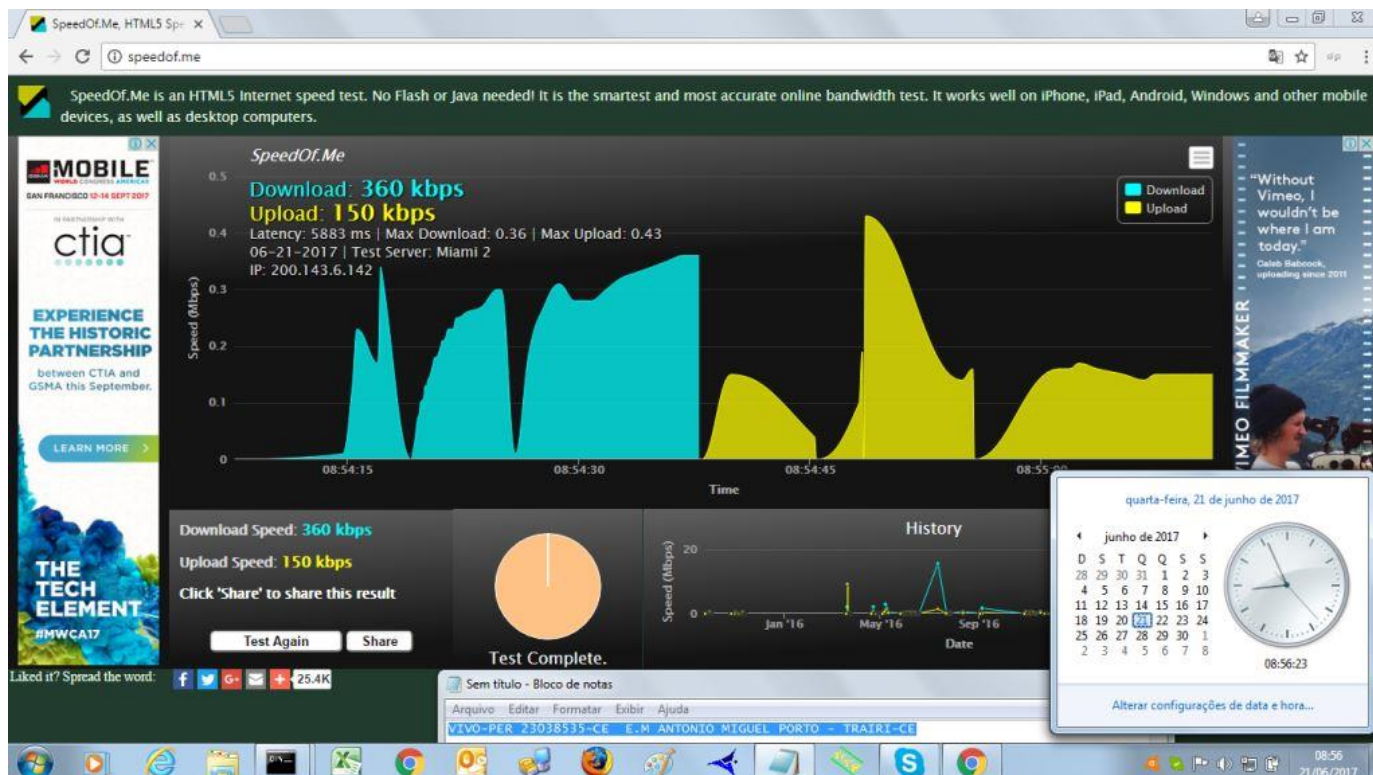 SpeedOf.Me, HTML5 Spe
speedof.me
SpeedOf.Me is an HTML5 Internet speed test. No Flash or Java needed! It is the smartest and most accurate online bandwidth test. It works well on iPhone, iPad, Android, Windows and other mobile
devices, as well as desktop computers.
MOBILE
WORLD CONGRESS AMERICAS
SAN FRANCISCO 12-14 SEPT 2017
IN PARTNERSHIP WITH
ctia
EXPERIENCE
THE HISTORIC
PARTNERSHIP
between CTIA and
GSMA this September.
LEARN MORE
THE
TECH
ELEMENT
#MWCA17
SpeedOf.Me
Download: 360 kbps
Upload: 150 kbps
Latency: 5883 ms | Max Download: 0.36 | Max Upload: 0.43
06-21-2017 | Test Server: Miami 2
IP: 200.143.6.142
Download
Upload
Speed (Mbps)
0.5
0.4
0.3
0.2
0.1
0
08:54:15 08:54:30 08:54:45 08:55:00
Time
"Without
Vimeo, I
wouldn't be
where I am
today."
Caleb Babcock,
uploading since 2011
VIMEO FILMMAKER
Download Speed: 360 kbps
Upload Speed: 150 kbps
Click 'Share' to share this result
Test Again Share
Test Complete.
History
Speed (Mbps)
20
0
Jan '16 May '16 Sep '16
Date
quarta-feira, 21 de junho de 2017
junho de 2017
D S T Q Q S S
28 29 30 31 1 2 3
4 5 6 7 8 9 10
11 12 13 14 15 16 17
18 19 20 21 22 23 24
25 26 27 28 29 30 1
2 3 4 5 6 7 8
08:56:23
Alterar configurações de data e hora...
Liked it? Spread the word:
25.4K
Sem título - Bloco de notas
Arquivo Editar Formatar Exibir Ajuda
VIVO-PER 23038535-CE E.M ANTONIO MIGUEL PORTO - TRAIRI-CE
08:56
21/06/2017